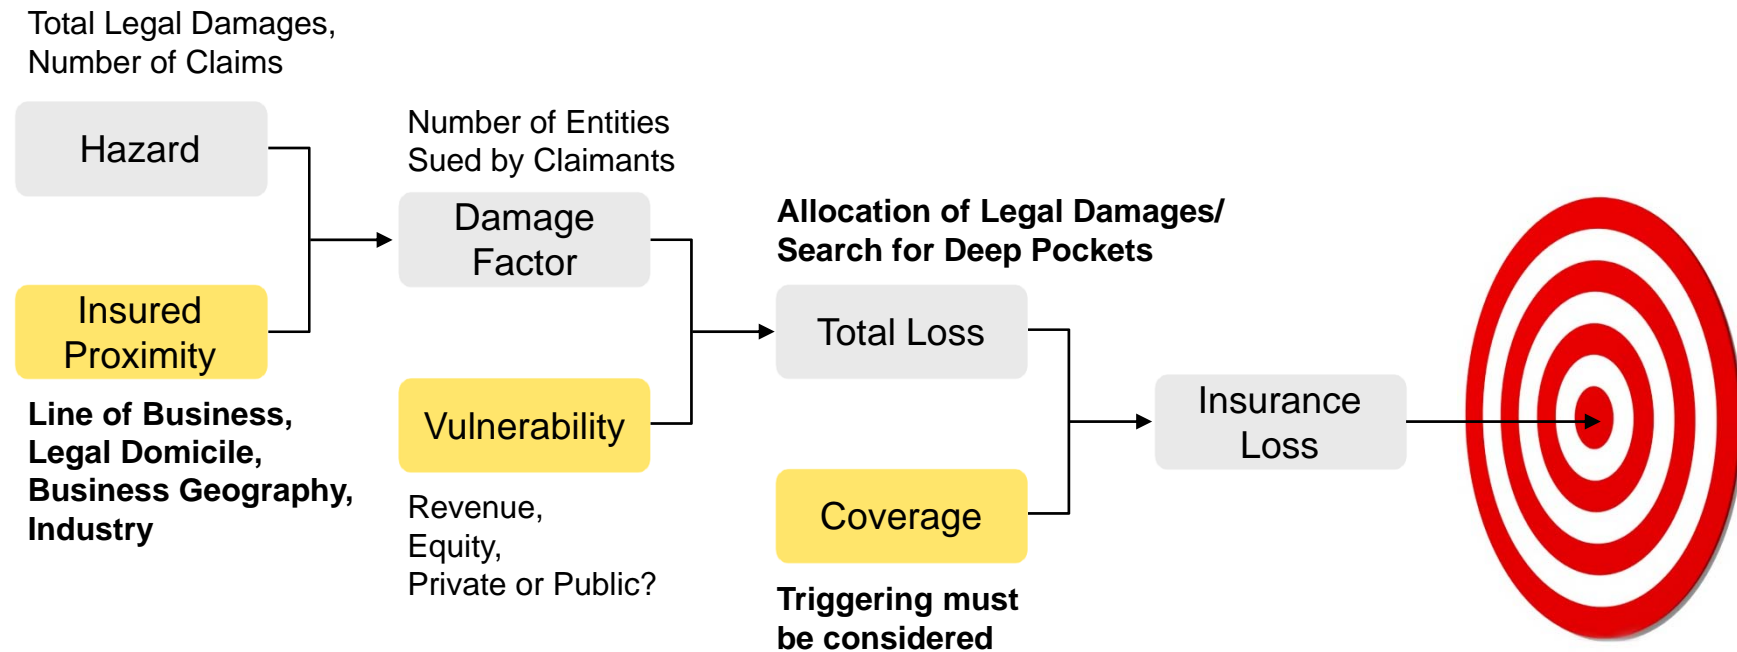 Total Legal Damages,
Number of Claims
Hazard
Insured
Proximity
Line of Business,
Legal Domicile,
Business Geography,
Industry
Number of Entities
Sued by Claimants
Damage
Factor
Vulnerability
Revenue,
Equity,
Private or Public?
Allocation of Legal Damages/
Search for Deep Pockets
Total Loss
Coverage
Triggering must
be considered
Insurance
Loss